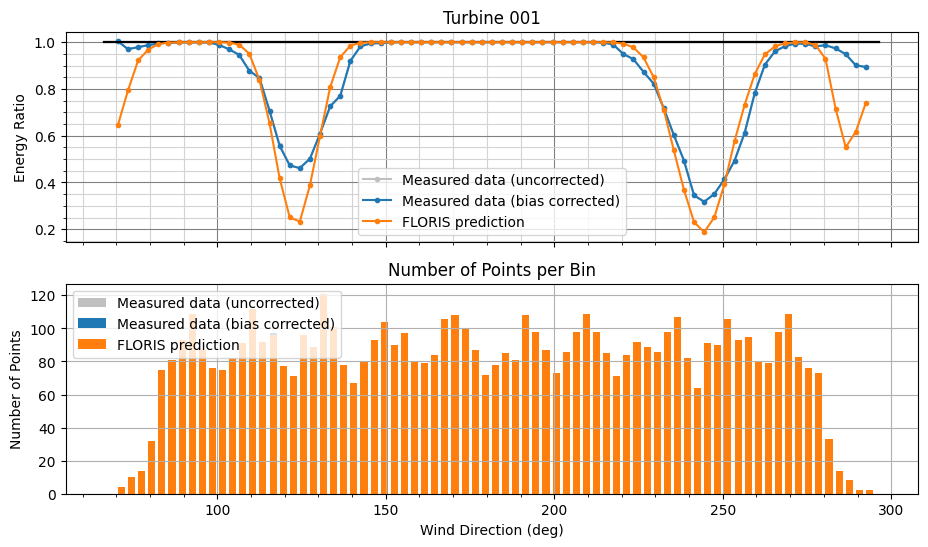 Turbine 001
1.0
0.8
0.6
0.4
0.2
Energy Ratio
Measured data (uncorrected)
Measured data (bias corrected)
FLORIS prediction
Number of Points per Bin
120
100
80
60
40
20
0
Number of Points
Measured data (uncorrected)
Measured data (bias corrected)
FLORIS prediction
100
150
200
250
300
Wind Direction (deg)